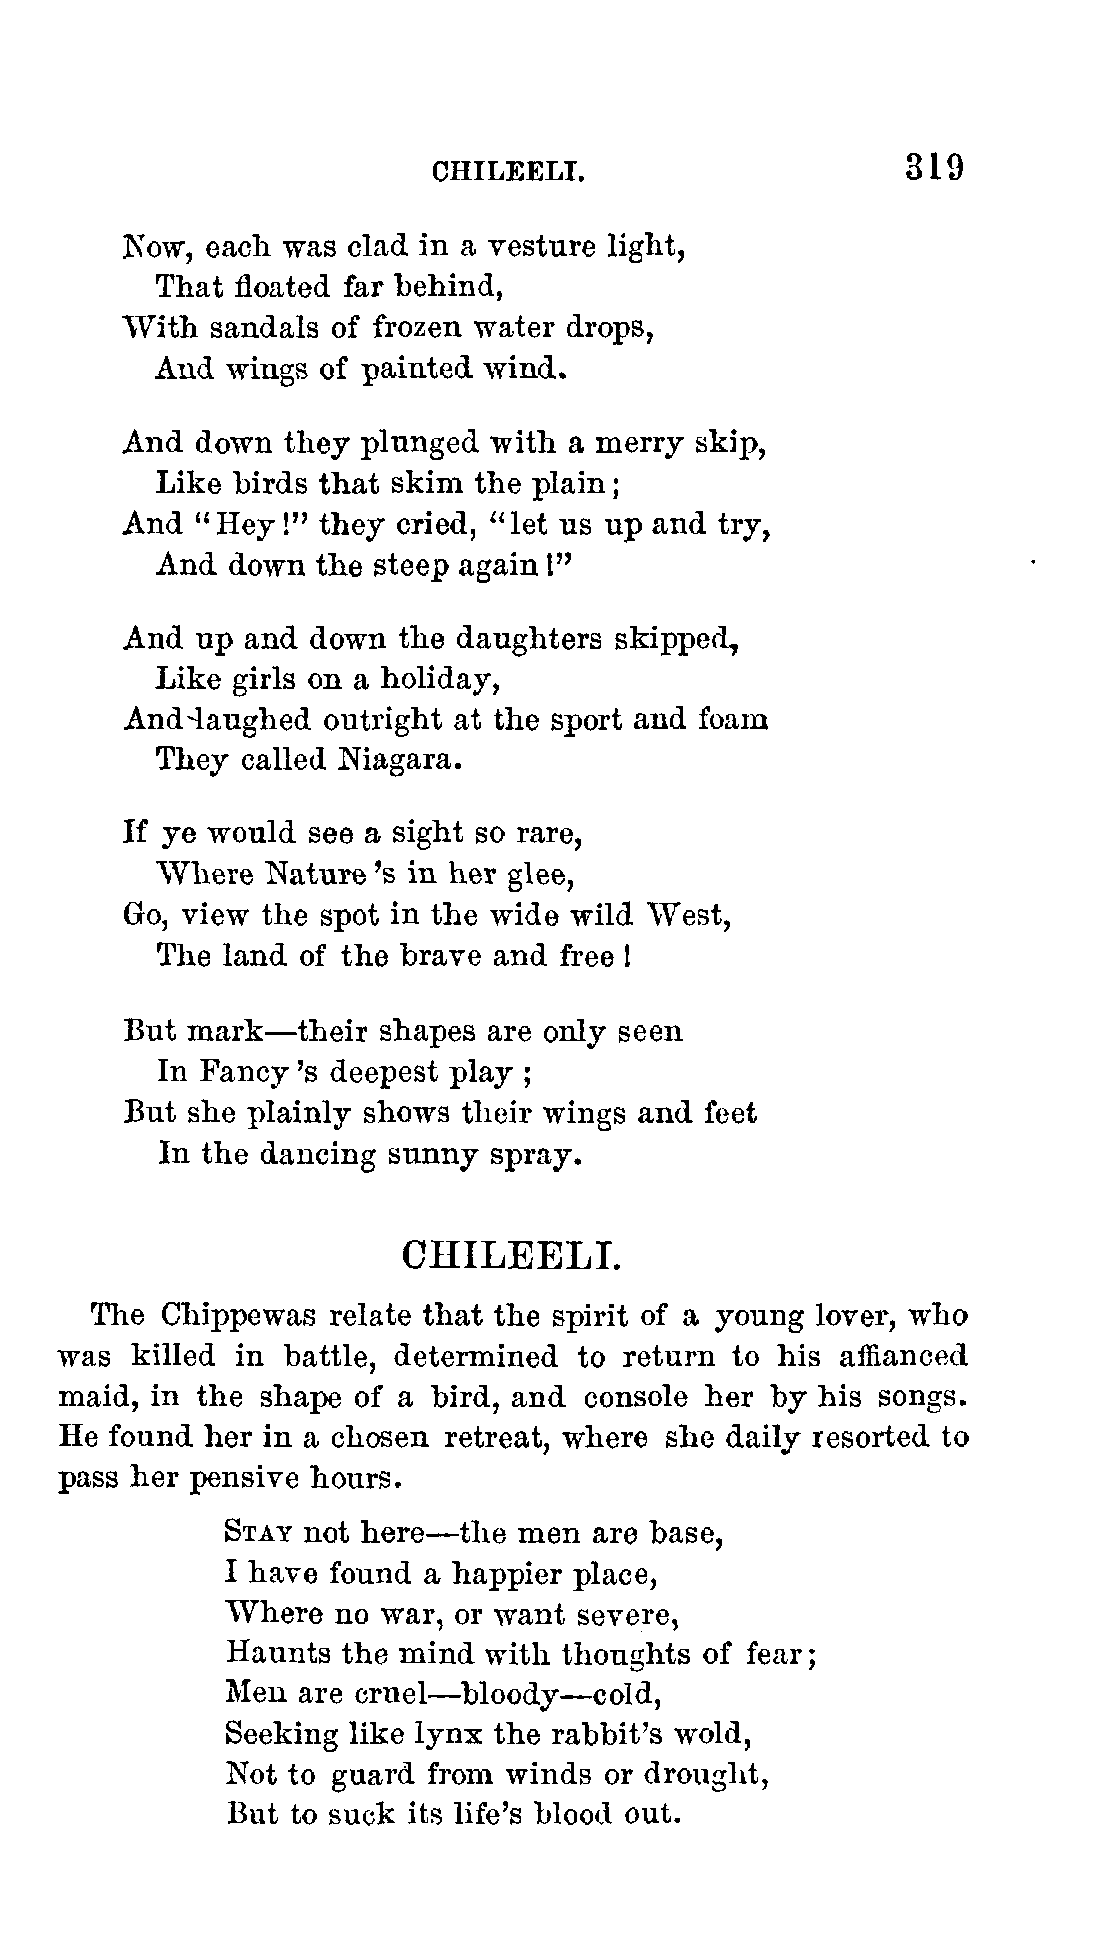 CHILEELI. 319
Now, each was clad in a vesture light,
That floated far behind,
With sandals of frozen water drops,
And wings of painted wind.
And down they plunged with a merry skip,
Like birds that skim the plain;
And "Hey!" they cried, "let us up and try,
And down the steep again!"
And up and down the daughters skipped,
Like girls on a holiday,
And laughed outright at the sport and foam
They called Niagara.
If ye would see a sight so rare,
Where Nature's in her glee,
Go, view the spot in the wide wild West,
The land of the brave and free!
But mark—their shapes are only seen
In Fancy's deepest play;
But she plainly shows their wings and feet
In the dancing sunny spray.
CHILEELI.
The Chippewas relate that the spirit of a young lover, who
was killed in battle, determined to return to his affianced
maid, in the shape of a bird, and console her by his songs.
He found her in a chosen retreat, where she daily resorted to
pass her pensive hours.
STAY not here—the men are base,
I have found a happier place,
Where no war, or want severe,
Haunts the mind with thoughts of fear;
Men are cruel—bloody—cold,
Seeking like lynx the rabbit's wold,
Not to guard from winds or drought,
But to suck its life's blood out.